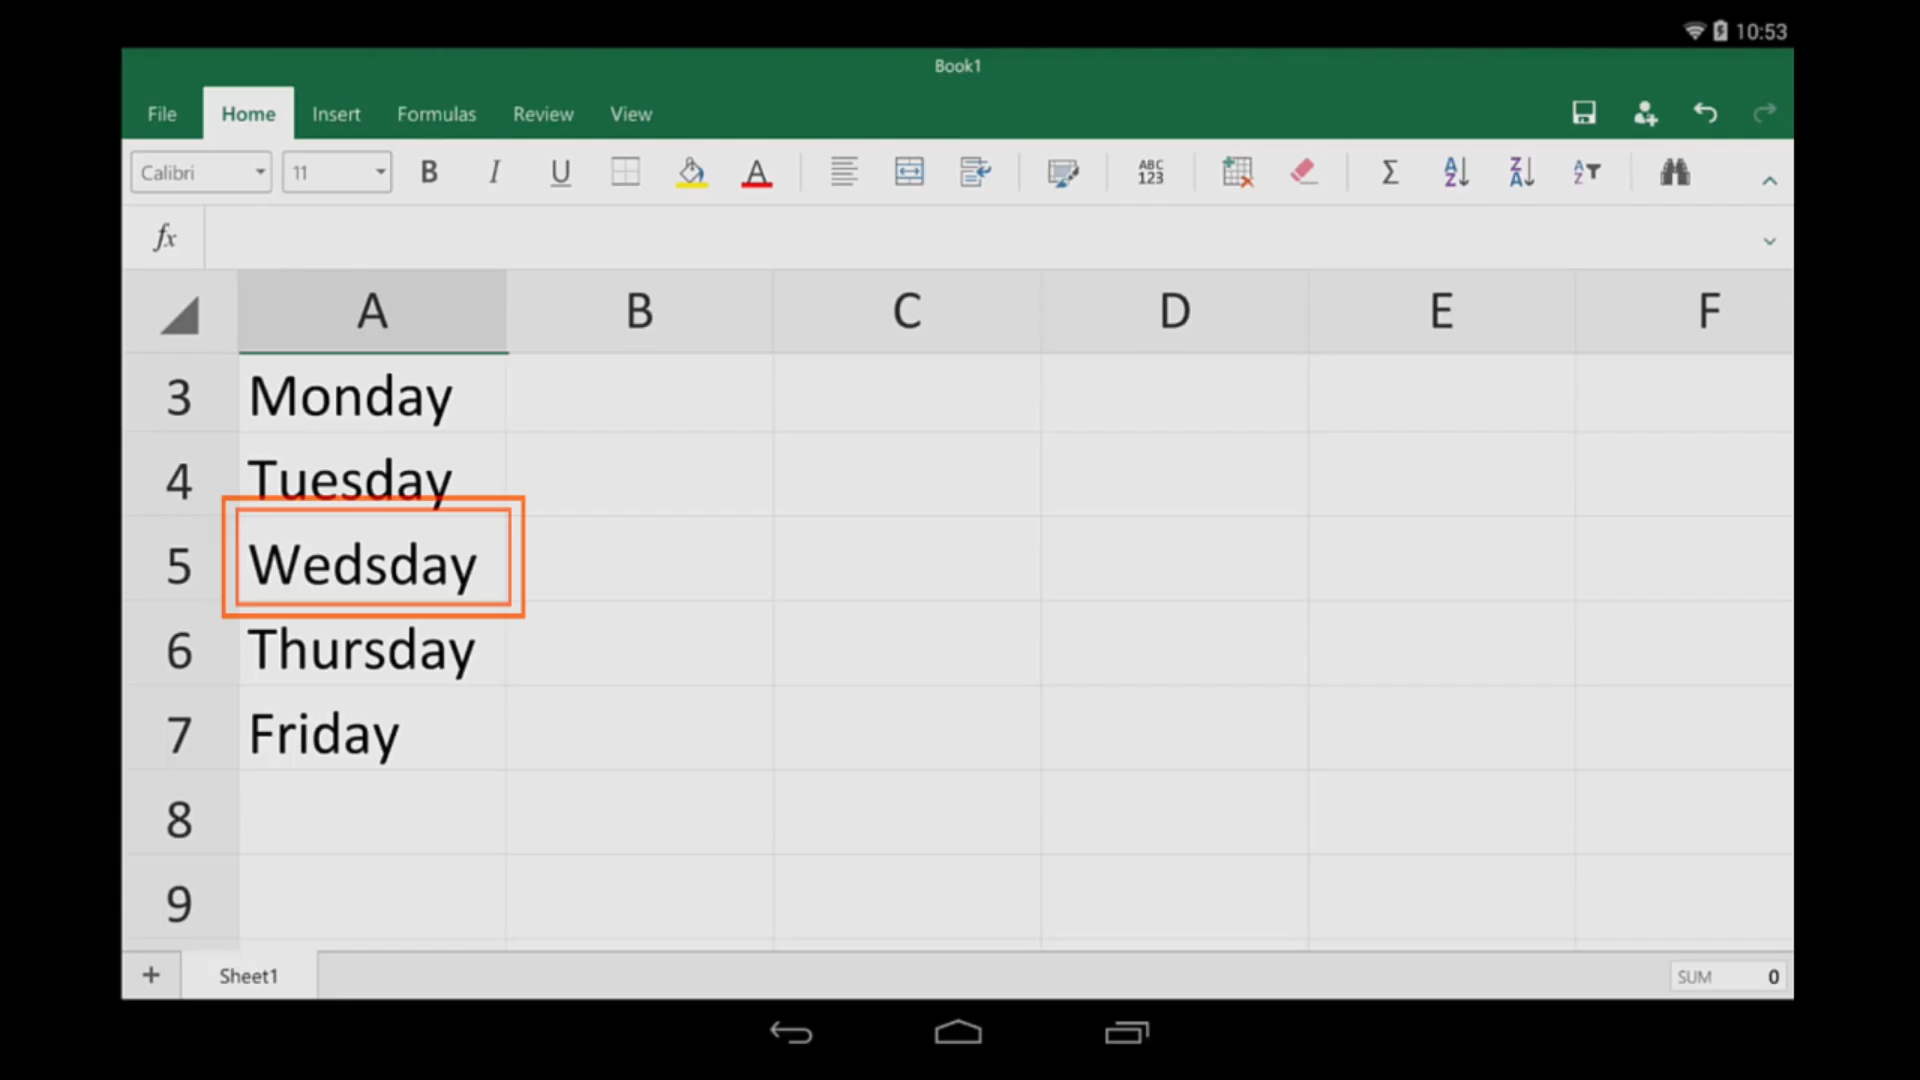 10:53
Book1
File Home Insert Formulas Review View
Calibri 11 B I U A ABC 123 Σ A Z Z A A Z
fx
A B C D E F
3 Monday
4 Tuesday
5 Wedsday
6 Thursday
7 Friday
8
9
+ Sheet1 SUM 0